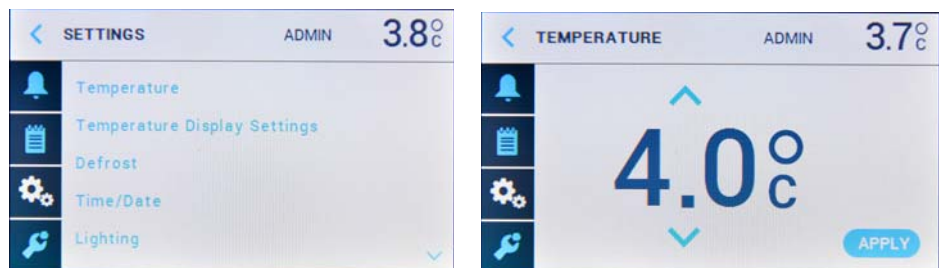 SETTINGS ADMIN 3.8°C
Temperature
Temperature Display Settings
Defrost
Time/Date
Lighting
TEMPERATURE ADMIN 3.7°C
4.0°C
APPLY